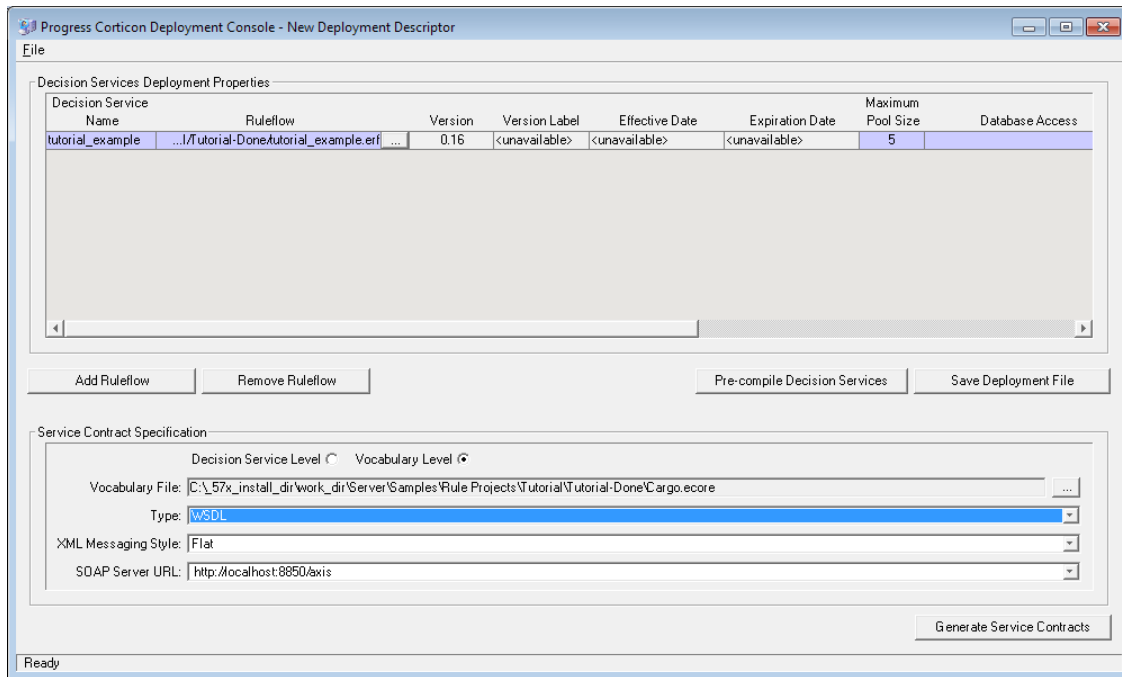 Progress Corticon Deployment Console - New Deployment Descriptor
File
Decision Services Deployment Properties
Decision Service Maximum
Name Ruleflow Version Version Label Effective Date Expiration Date Pool Size Database Access
tutorial_example ...l/Tutorial-Done/tutorial_example.erf ... 0.16 <unavailable> <unavailable> <unavailable> 5
Add Ruleflow Remove Ruleflow Pre-compile Decision Services Save Deployment File
Service Contract Specification
Decision Service Level Vocabulary Level
Vocabulary File: C:\_57x_install_dir\work_dir\Server\Samples\Rule Projects\Tutorial\Tutorial-Done\Cargo.ecore ...
Type: WSDL
XML Messaging Style: Flat
SOAP Server URL: http://localhost:8850/axis
Generate Service Contracts
Ready